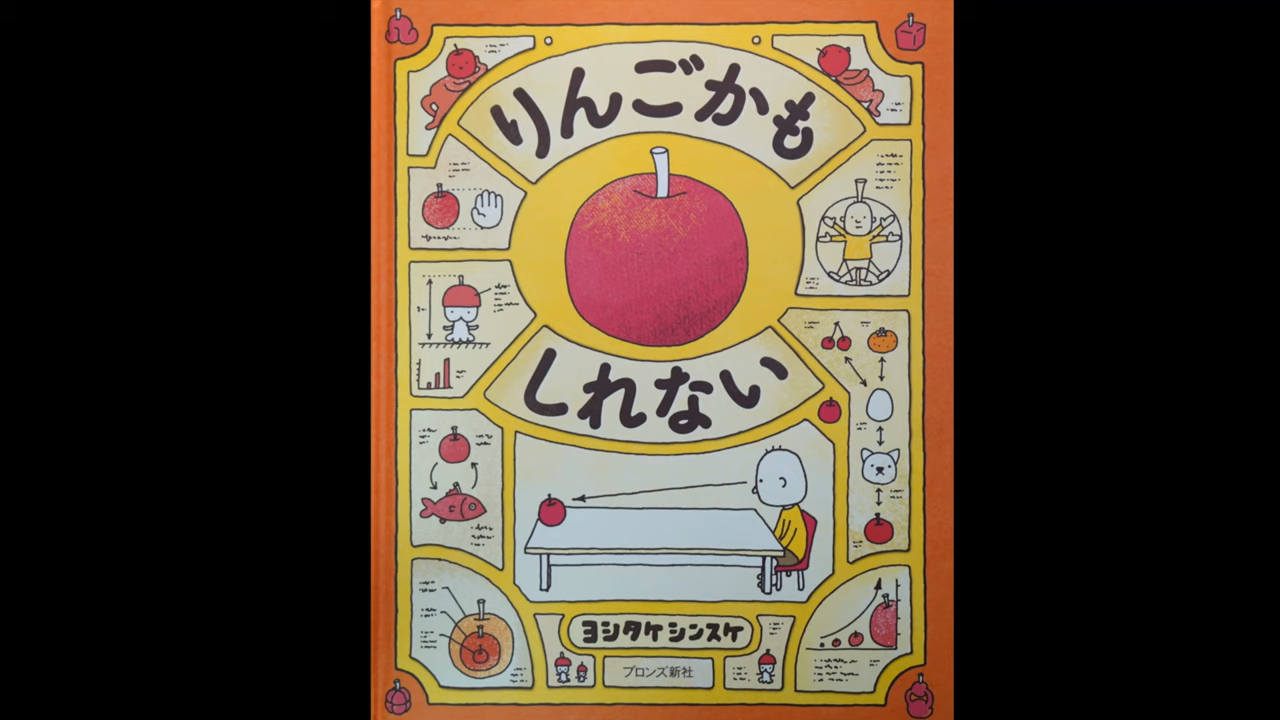 りんごかも
しれない
ヨシタケ シンスケ
ブロンズ新社